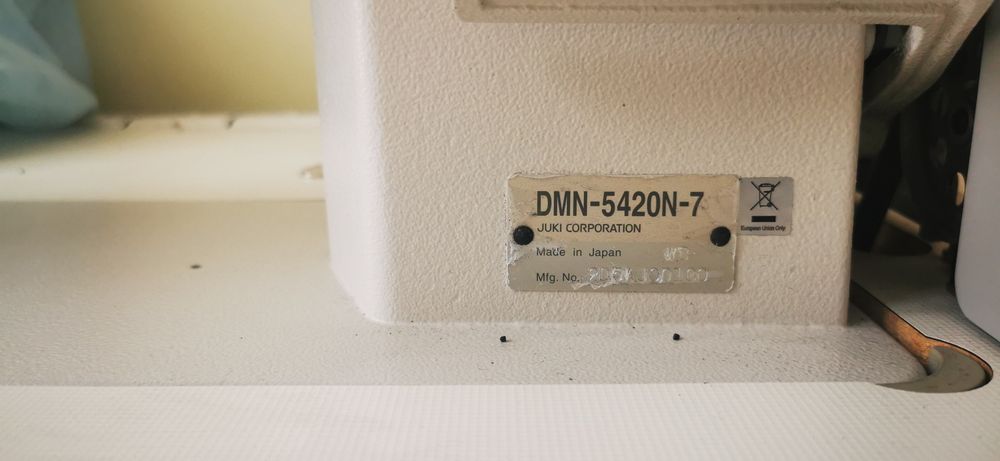 DMN-5420N-7
JUKI CORPORATION
Made in Japan
Mfg. No.
European Union Only